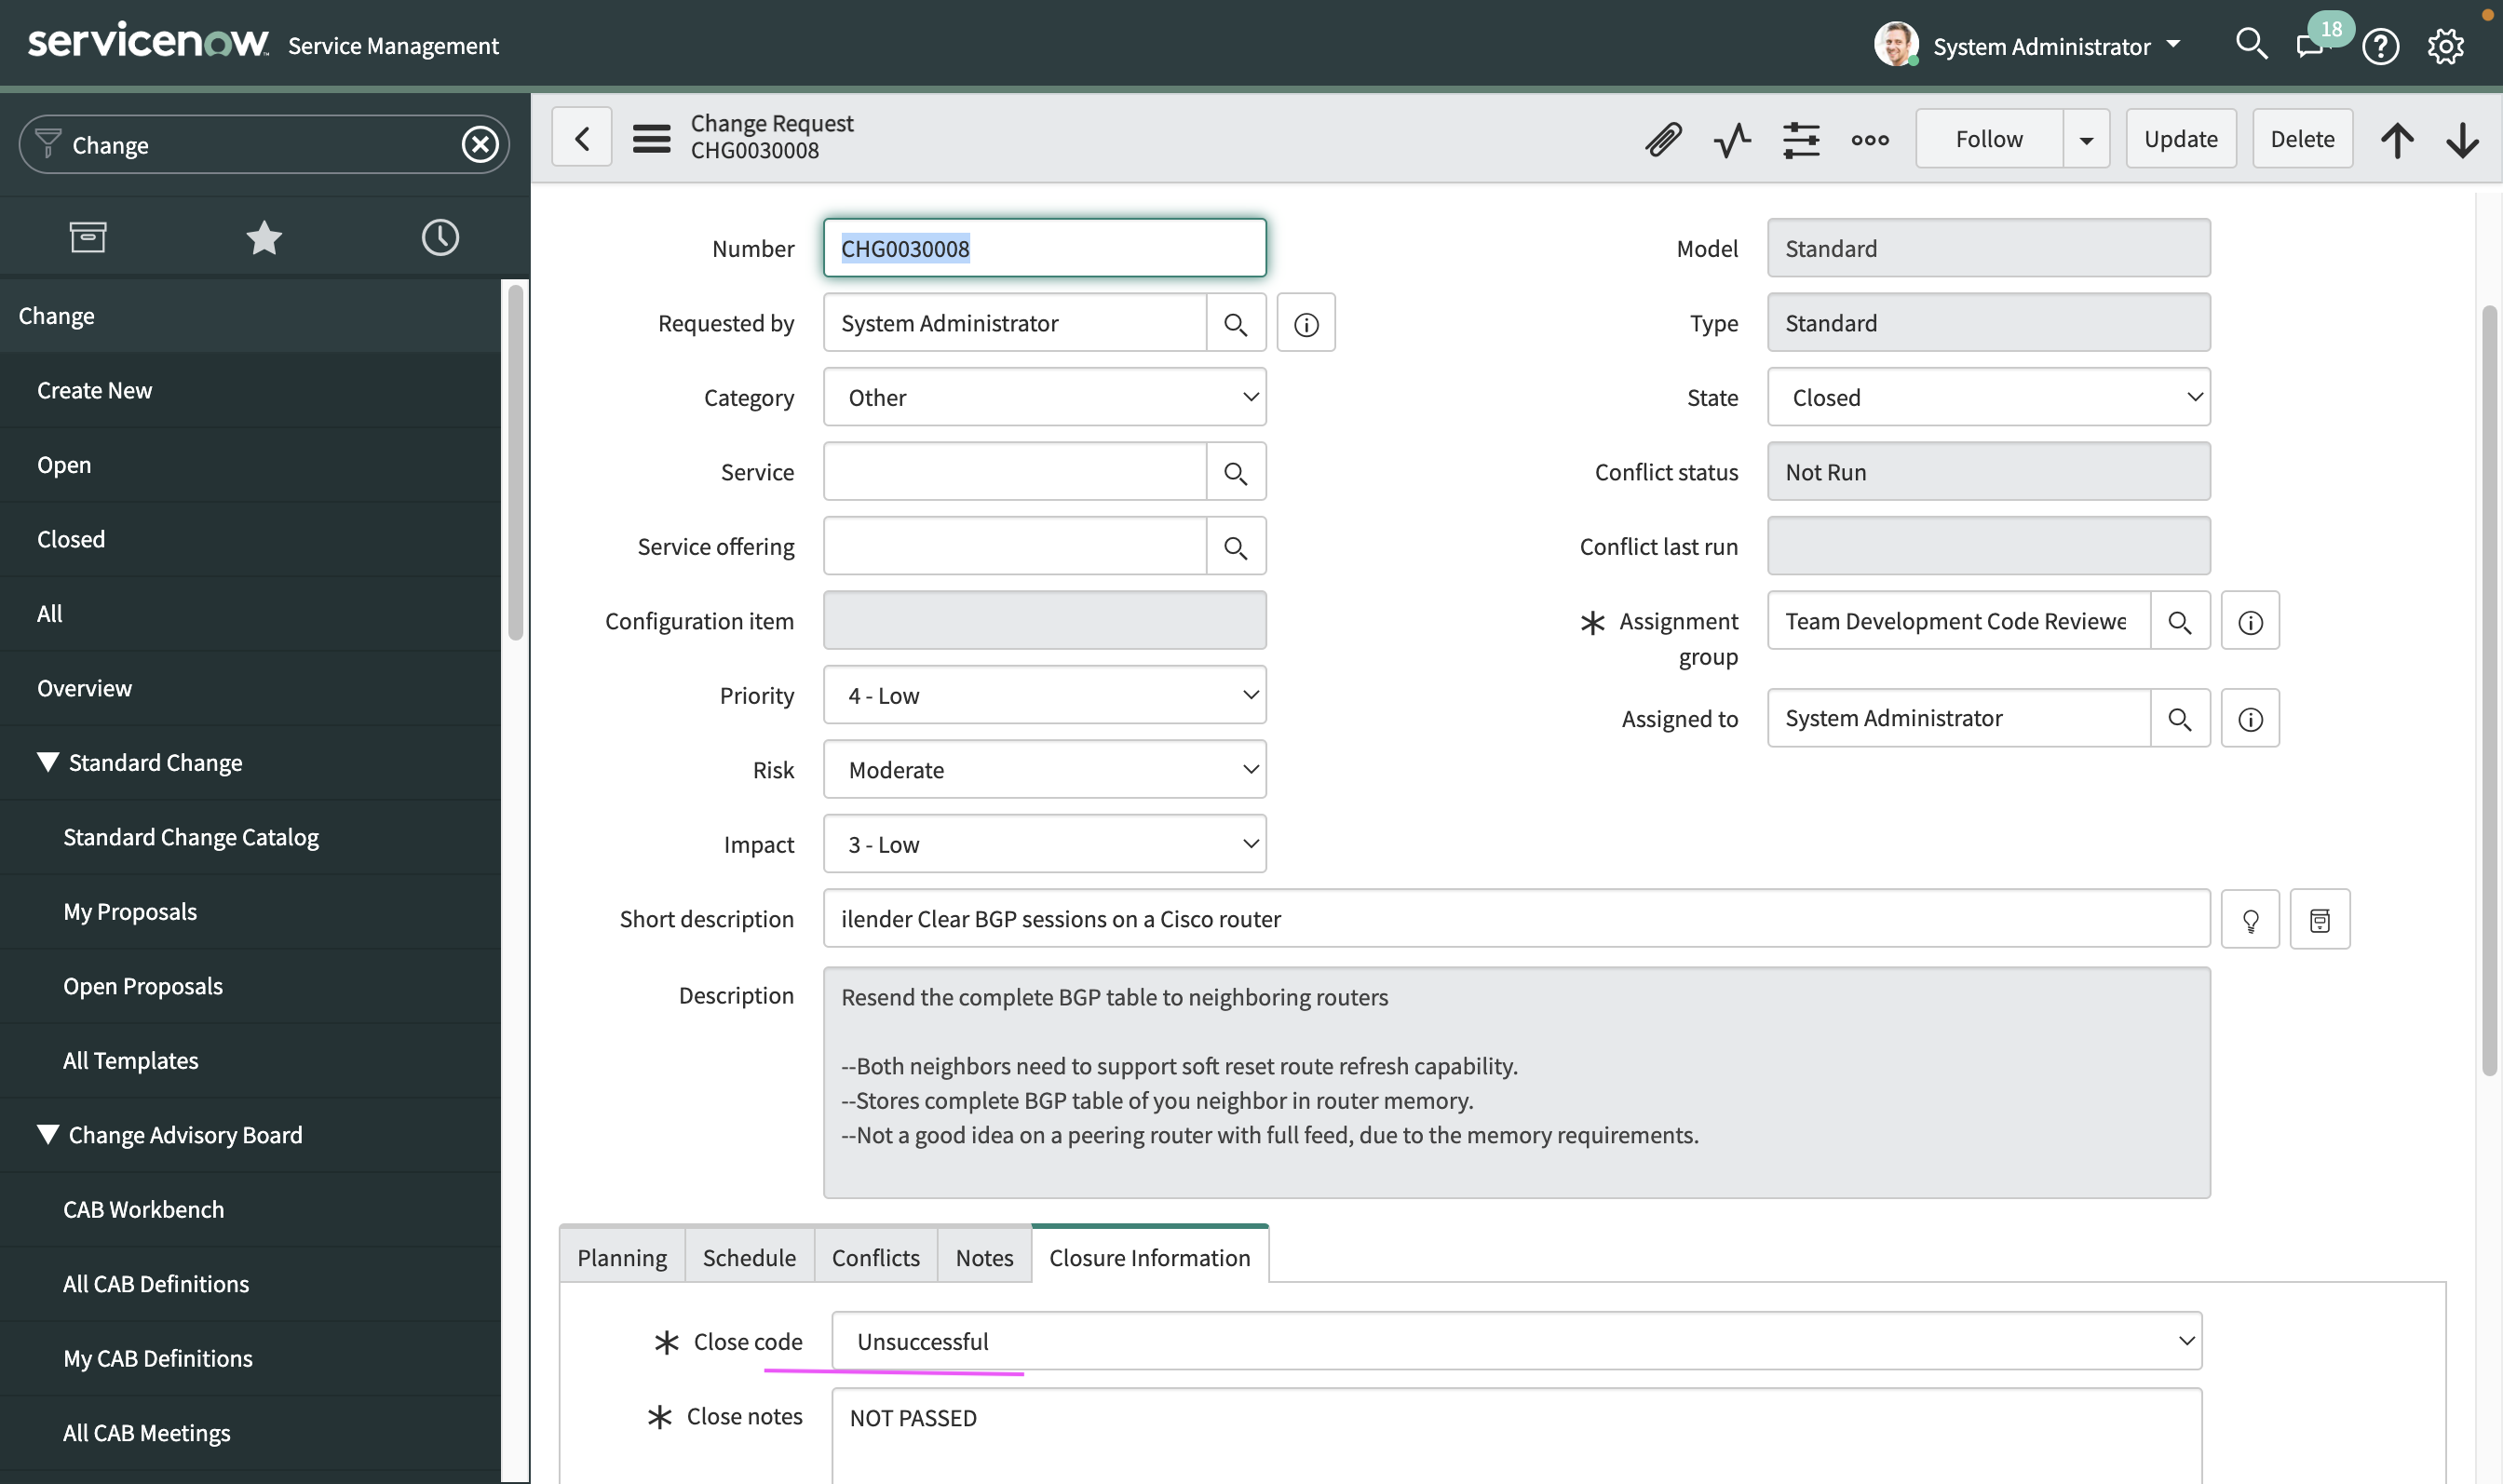 servicenow Service Management
System Administrator
18
Change
Change Request
CHG0030008
Follow
Update
Delete
Change
Create New
Open
Closed
All
Overview
Standard Change
Standard Change Catalog
My Proposals
Open Proposals
All Templates
Change Advisory Board
CAB Workbench
All CAB Definitions
My CAB Definitions
All CAB Meetings
Number CHG0030008
Requested by System Administrator
Category Other
Service
Service offering
Configuration item
Priority 4 - Low
Risk Moderate
Impact 3 - Low
Model Standard
Type Standard
State Closed
Conflict status Not Run
Conflict last run
Assignment Team Development Code Reviewe
group
Assigned to System Administrator
Short description ilender Clear BGP sessions on a Cisco router
Description Resend the complete BGP table to neighboring routers
--Both neighbors need to support soft reset route refresh capability.
--Stores complete BGP table of you neighbor in router memory.
--Not a good idea on a peering router with full feed, due to the memory requirements.
Planning Schedule Conflicts Notes Closure Information
Close code Unsuccessful
Close notes NOT PASSED